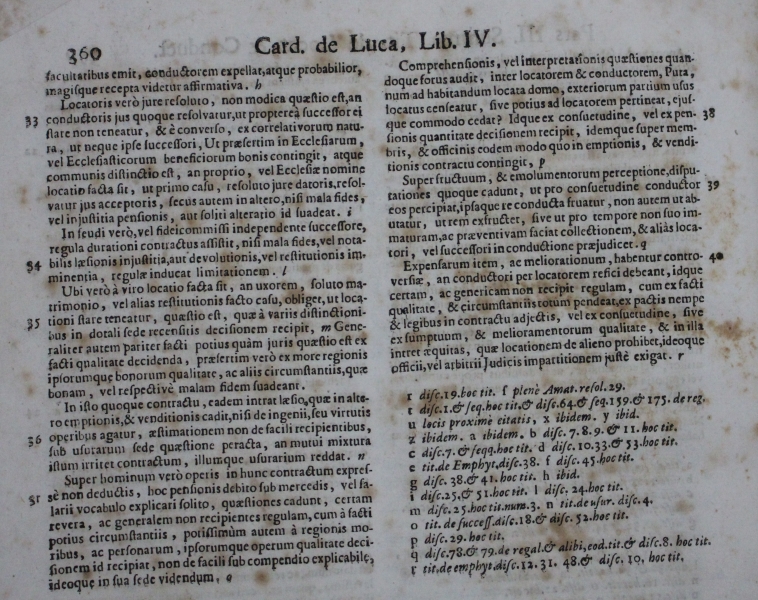 360
Card. de Luca, Lib. IV.
facultatibus emit, conductorem expellat, atque probabilior,
magisque recepta videtur affirmativa. h
Locatoris verò jure resoluto, non modica quæstio est, an
33 conductoris jus quoque resolvatur, ut propterea successor ei
stare non teneatur, & è converso, ex correlativorum natu-
ra, ut neque ipse successori, Ut præsertim in Ecclesiarum,
vel Ecclesiasticorum beneficiorum bonis contingit, atque
communis distinctio est, an proprio, vel Ecclesiæ nomine
locatio facta sit, ut primo casu, resoluto jure datoris, resol-
vatur jus acceptoris, secus autem in altero, nisi mala fides,
vel injustitia pensionis, aut soliti alteratio id suadeat. i
In feudi verò, vel fideicommissi independente successore,
regula durationi contractus assistit, nisi mala fides, vel nota-
34 bilis læsionis injustitia, aut devolutionis, vel restitutionis im-
minentia, regulæ inducat limitationem. l
Ubi verò à viro locatio facta sit, an uxorem, soluto ma-
trimonio, vel alias restitutionis facto casu, obliget, ut loca-
35 tioni stare teneatur, quæstio est, quæ à variis distinctioni-
bus in dotali sede recensitis decisionem recipit, m Gene-
raliter autem pariter facti potius quàm juris quæstio est ex
facti qualitate decidenda, præsertim verò ex more regionis
ipsorumque bonorum qualitate, ac aliis circumstantiis, quæ
bonam, vel respectivè malam fidem suadeant.
In isto quoque contractu, eadem intrat læsio, quæ in alte-
ro emptionis, & venditionis cadit, nisi de ingenii, seu virtutis
36 operibus agatur, æstimationem non de facili recipientibus,
sub usurarum sede quæstione peracta, an mutui mixtura
istum irritet contractum, illumque usurarium reddat. n
Super hominum verò operis in hunc contractum expres-
sè non deductis, hoc pensionis debito sub mercedis, vel sa-
larii vocabulo explicari solito, quæstiones cadunt, certam
revera, ac generalem non recipientes regulam, cum à facti
potius circumstantiis, potissimùm autem à regionis mo-
ribus, ac personarum, ipsorumque operum qualitate deci-
sionem id recipiat, non de facili sub compendio explicabile,
ideoque in sua sede videndum. o
Comprehensionis, vel interpretationis quæstiones quan-
doque forus audit, inter locatorem & conductorem, Puta,
num ad habitandum locata domo, exteriorum partium usus
locatus censeatur, sive potius ad locatorem pertineat, ejus-
que commodo cedat? Idque ex consuetudine, vel ex pen- 38
sionis quantitate decisionem recipit, idemque super mem-
bris, & officinis eodem modo quo in emptionis, & vendi-
tionis contractu contingit, p
Super fructuum, & emolumentorum perceptione, dispu-
tationes quoque cadunt, ut pro consuetudine conductor 39
eos percipiat, ipsaque re conducta fruatur, non autem ut ab-
utatur, ut rem exfructet, sive ut pro tempore non suo im-
maturam, ac præventivam faciat collectionem, & aliàs loca-
tori, vel successori in conductione præjudicet. q
Expensarum item, ac meliorationum, habentur contro- 40
versiæ, an conductori per locatorem refici debeant, idque
certam, ac genericam non recipit regulam, cum ex facti
qualitate, & circumstantiis totum pendeat, ex pactis nempe
& legibus in contractu adjectis, vel ex consuetudine, sive
ex sumptuum, & melioramentorum qualitate, & in illa
intret æquitas, quæ locationem de alieno prohibet, ideoque
officii, vel arbitrii Judicis impartitionem justè exigat. r
r disc. 19. hoc tit. s plenè Amat. resol. 29.
t disc. 1. & seq. hoc tit. & disc. 64. & seq. 159. & 175. de reg.
u locis proximè citatis, x ibidem. y ibid.
z ibidem. a ibidem. b disc. 7. 8. 9. & 11. hoc tit.
c disc. 7. & seqq. hoc tit. d disc. 10. 33. & 53. hoc tit.
e tit. de Emphyt. disc. 38. f disc. 45. hoc tit.
g disc. 38. & 41. hoc tit. h ibid.
i disc. 25. & 51. hoc tit. l disc. 24. hoc tit.
m disc. 25. hoc tit. num. 3. n tit. de usur. disc. 4.
o tit. de success. disc. 18. & disc. 52. hoc tit.
p disc. 29. hoc tit.
q disc. 78. & 79. de regal. & alibi, eod. tit. & disc. 8. hoc tit.
r tit. de emphyt. disc. 12. 31. 48. & disc. 10. hoc tit.